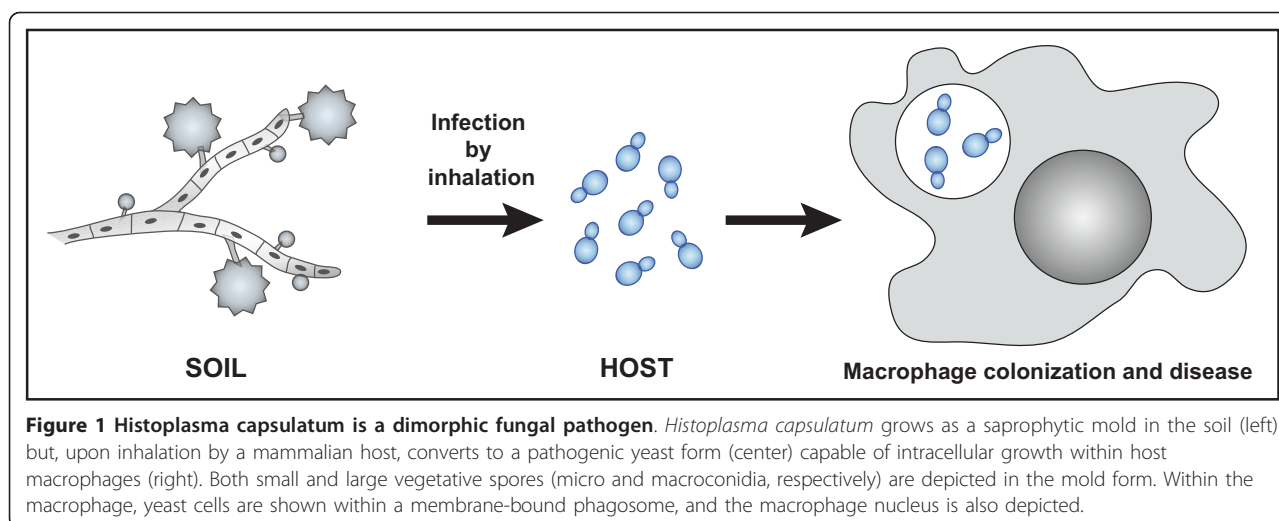 Infection
by
inhalation
SOIL
HOST
Macrophage colonization and disease
Figure 1 Histoplasma capsulatum is a dimorphic fungal pathogen. Histoplasma capsulatum grows as a saprophytic mold in the soil (left)
but, upon inhalation by a mammalian host, converts to a pathogenic yeast form (center) capable of intracellular growth within host
macrophages (right). Both small and large vegetative spores (micro and macroconidia, respectively) are depicted in the mold form. Within the
macrophage, yeast cells are shown within a membrane-bound phagosome, and the macrophage nucleus is also depicted.